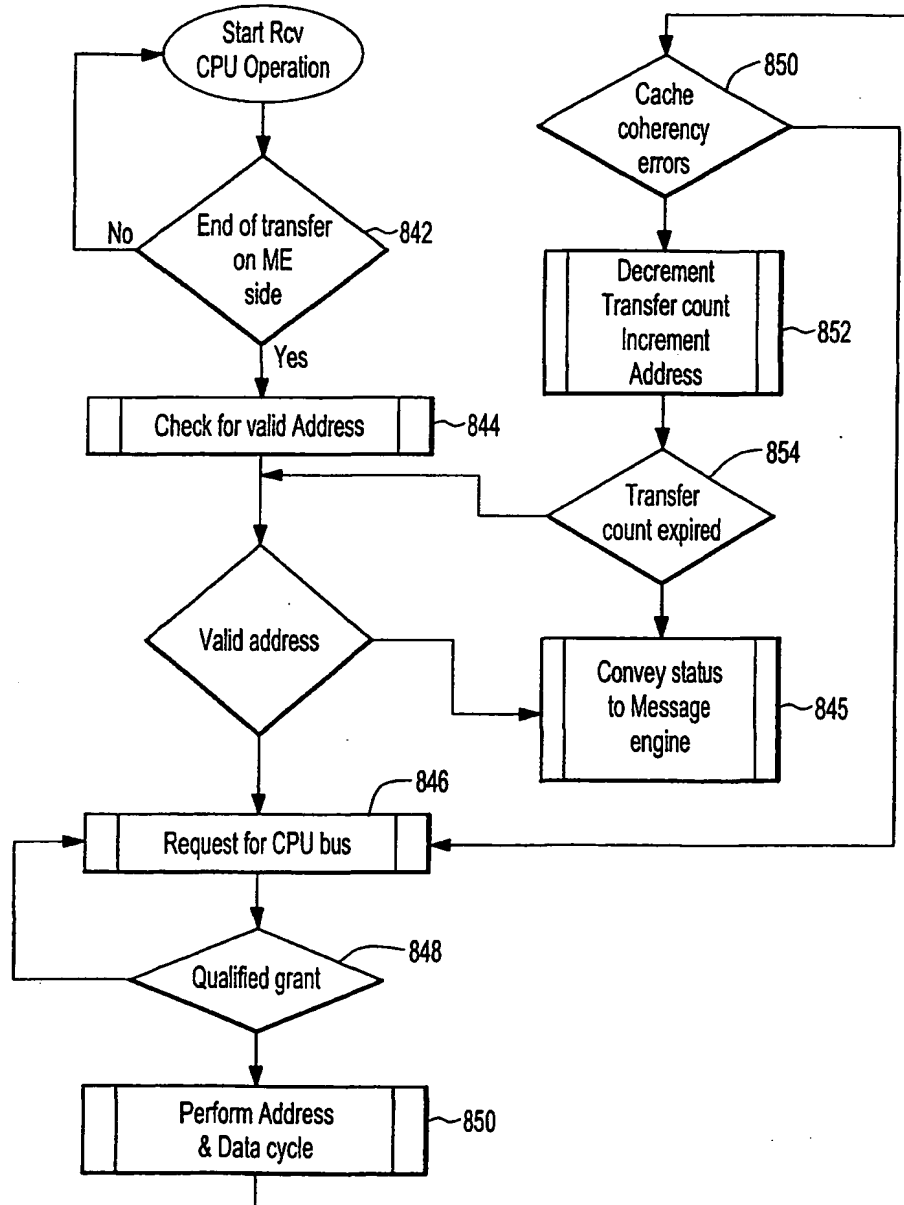 Start Rcv
CPU Operation
No
End of transfer
on ME
side
842
Yes
Check for valid Address
844
Valid address
846
Request for CPU bus
848
Qualified grant
Perform Address
& Data cycle
850
850
Cache
coherency
errors
Decrement
Transfer count
Increment
Address
852
854
Transfer
count expired
Convey status
to Message
engine
845